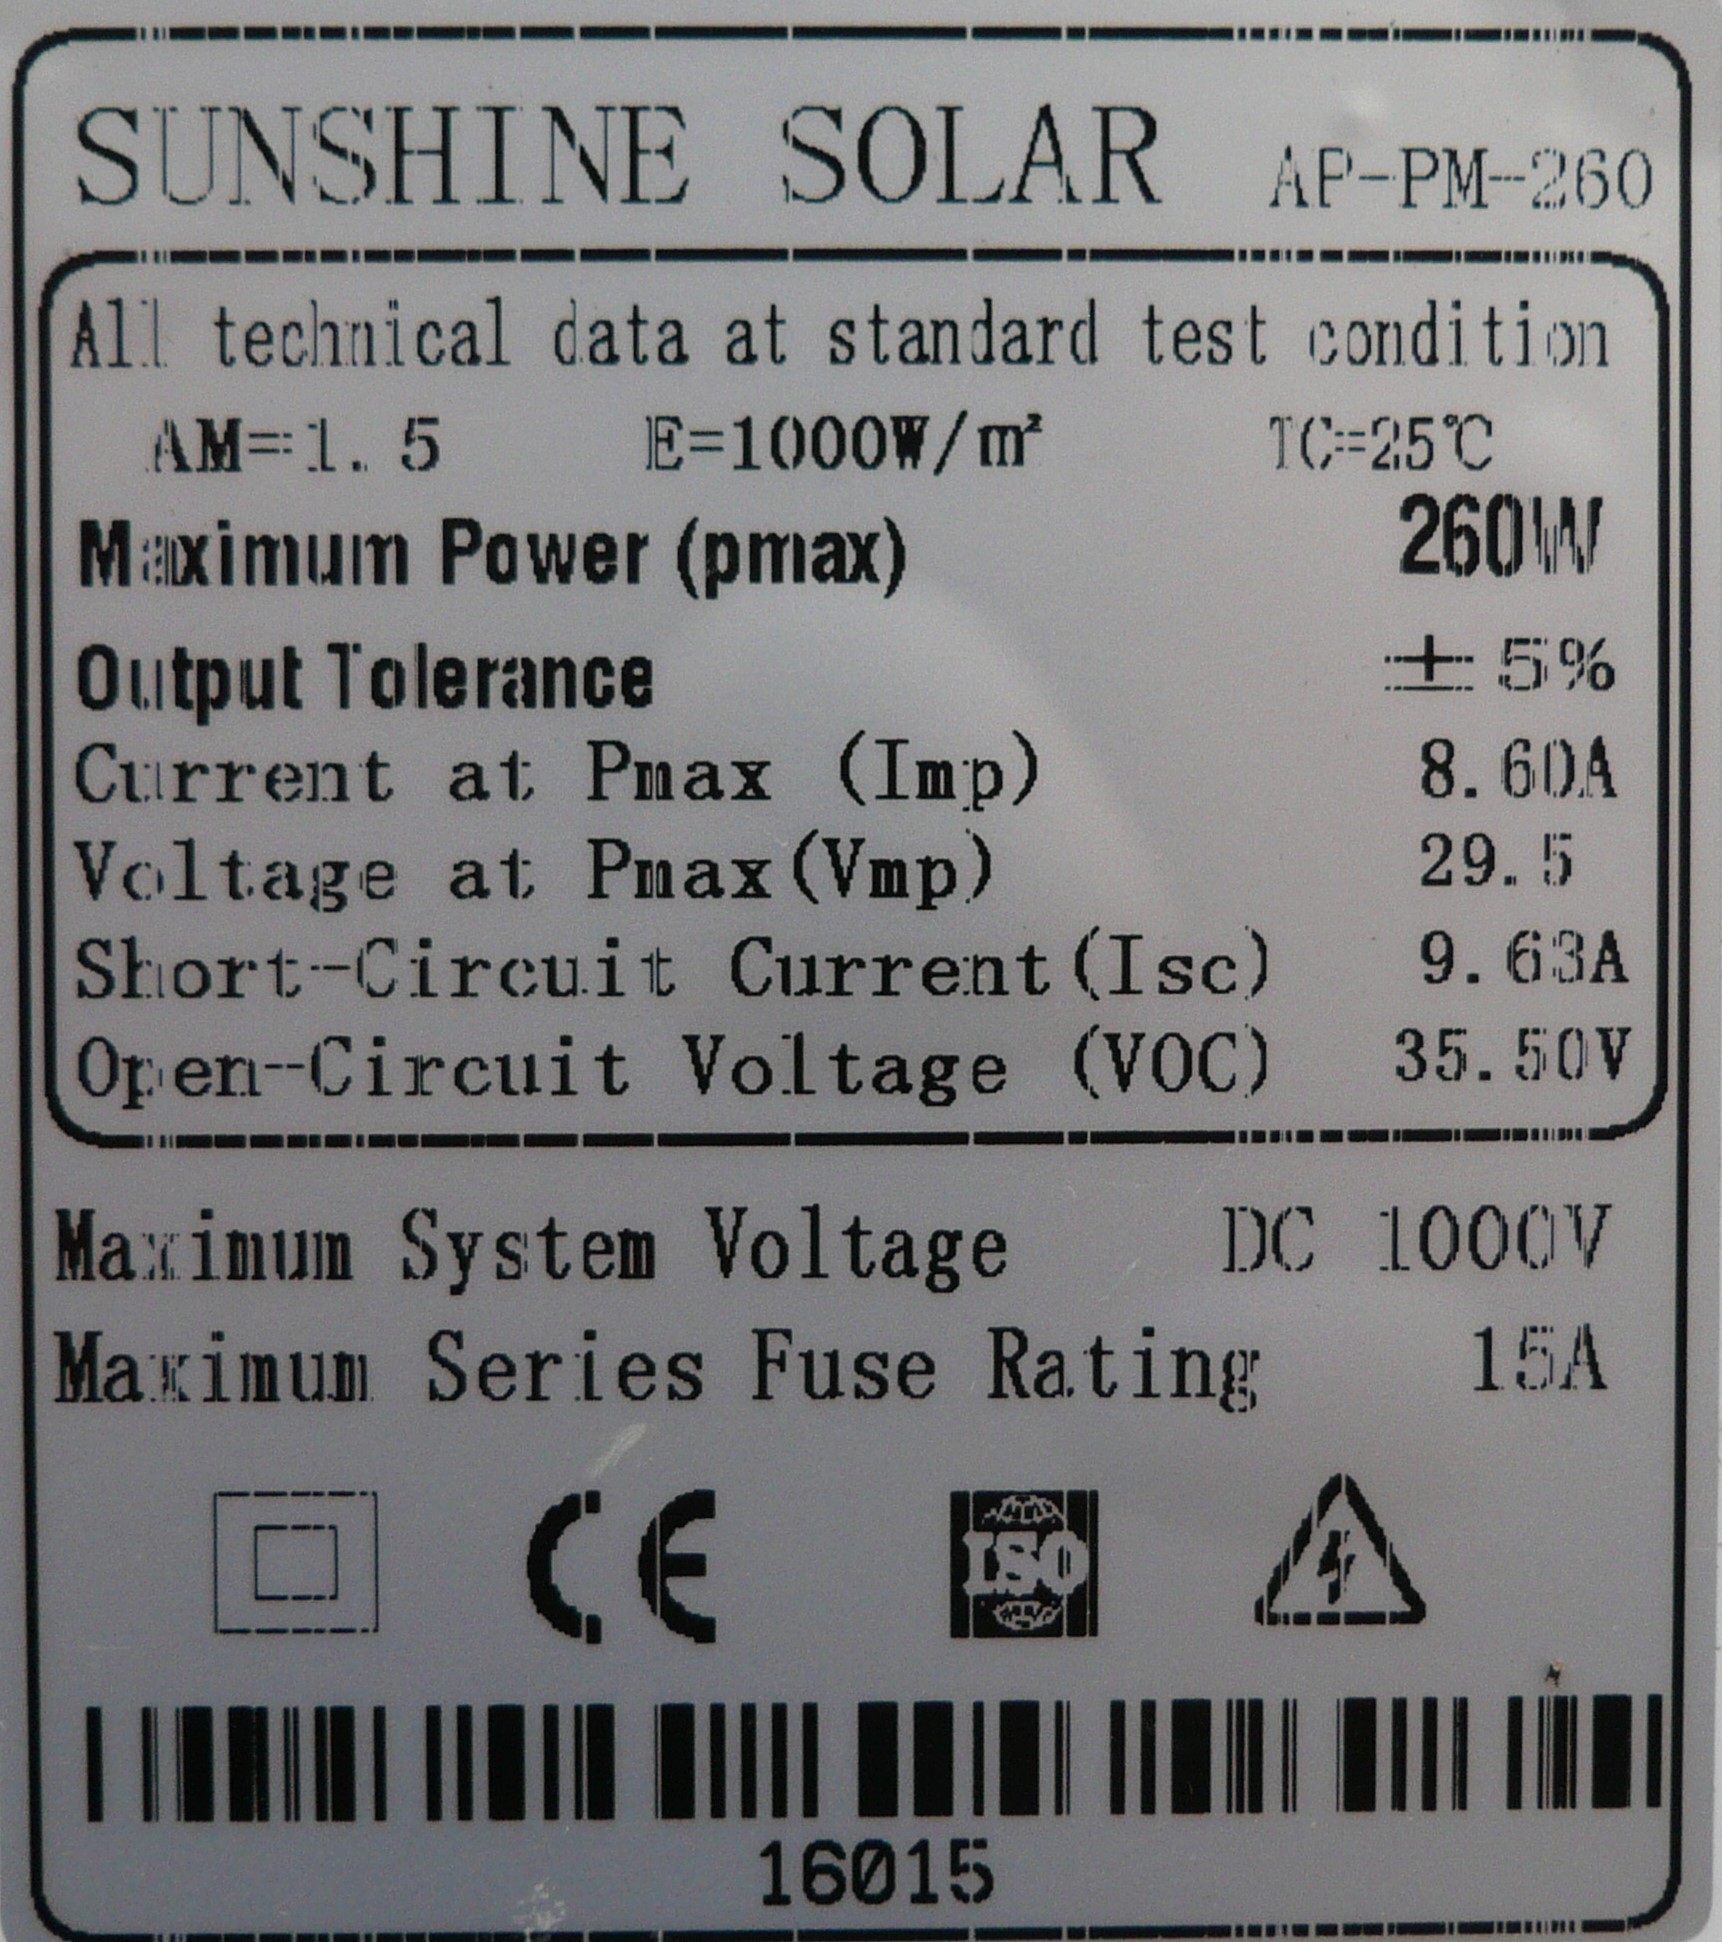 SUNSHINE SOLAR AP-PM-260
All technical data at standard test condition
AM=1.5 E=1000W/m² TC=25℃
Maximum Power (pmax) 260W
Output Tolerance ± 5%
Current at Pmax (Imp) 8.60A
Voltage at Pmax(Vmp) 29.5
Short-Circuit Current(Isc) 9.63A
Open-Circuit Voltage (VOC) 35.50V
Maximum System Voltage DC 1000V
Maximum Series Fuse Rating 15A
CE ISO
16015